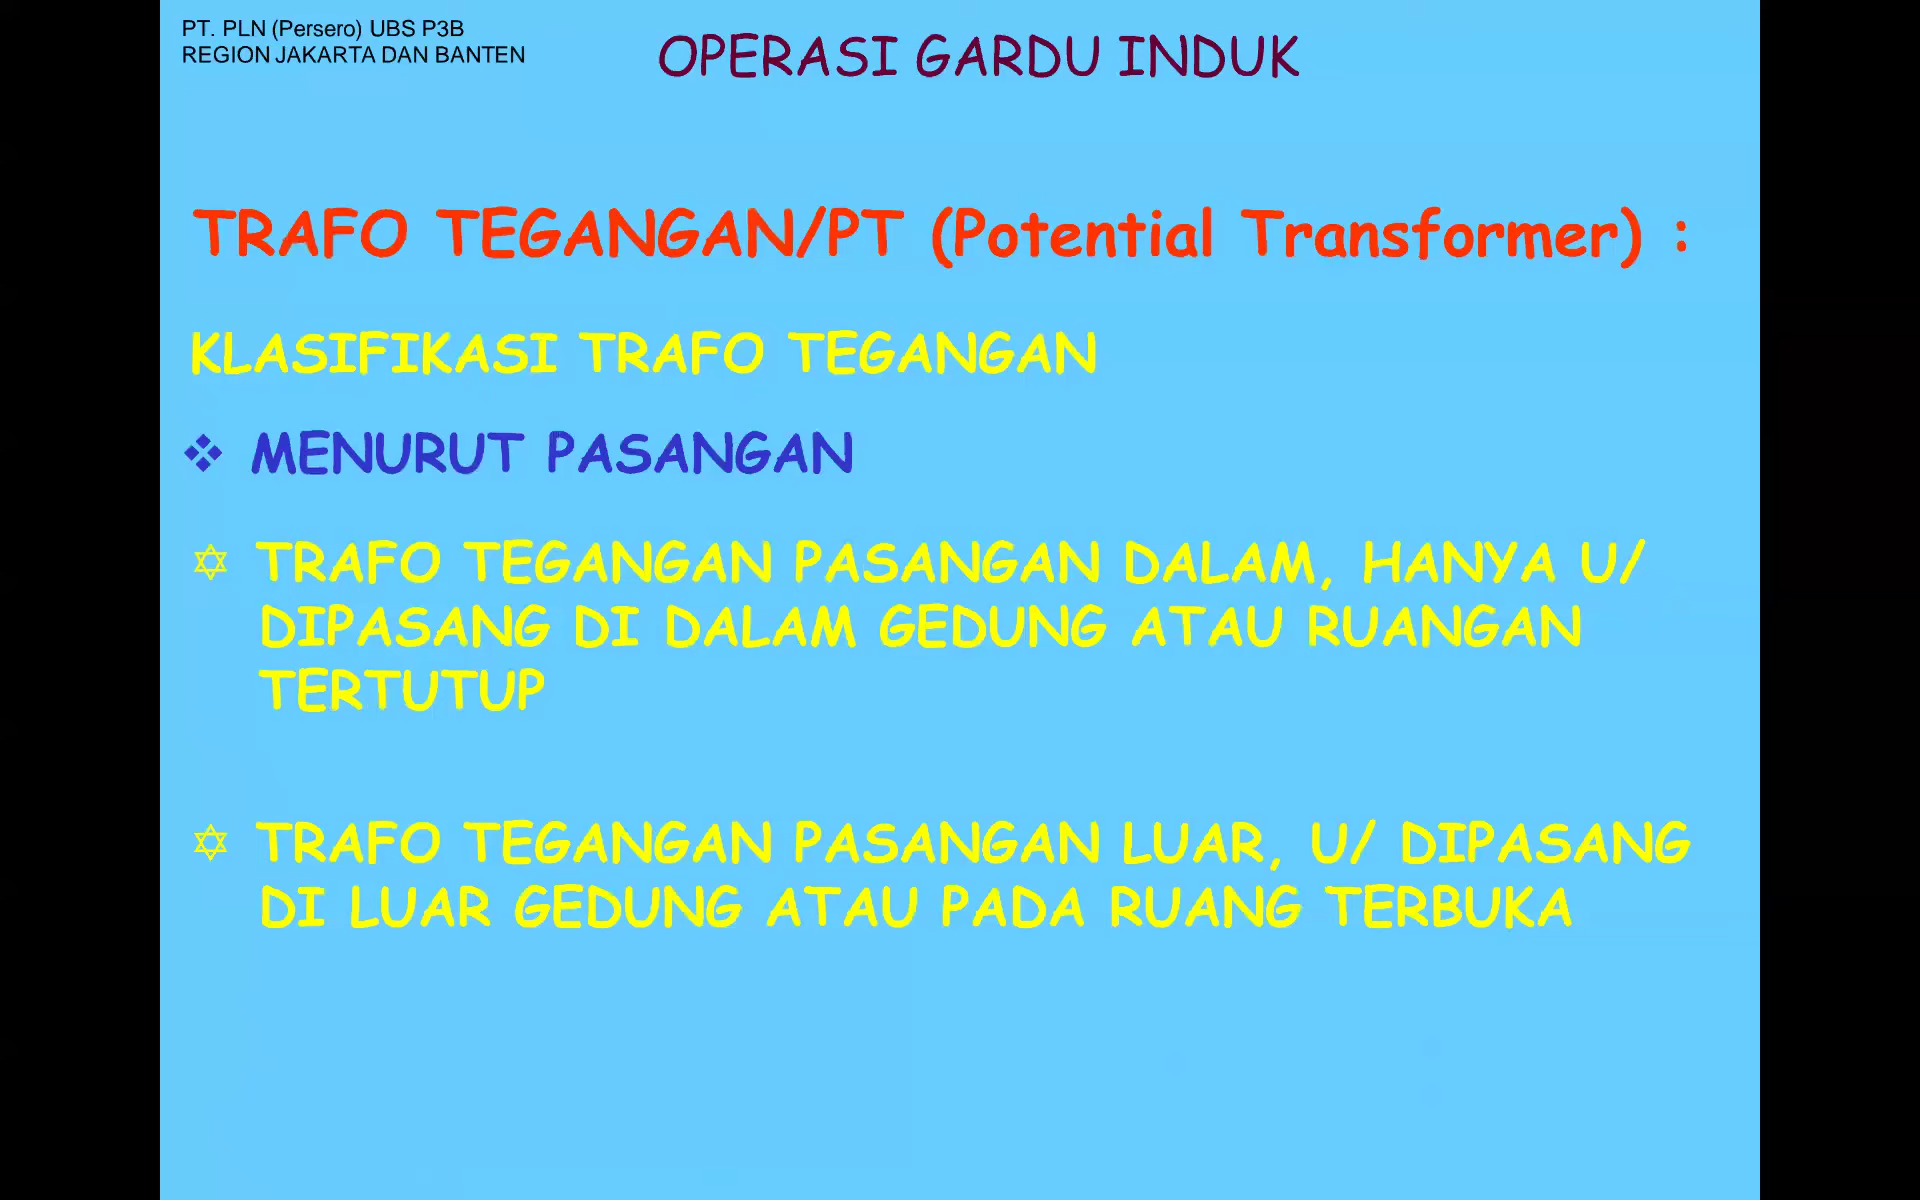 PT. PLN (Persero) UBS P3B
REGION JAKARTA DAN BANTEN
OPERASI GARDU INDUK
TRAFO TEGANGAN/PT (Potential Transformer) :
KLASIFIKASI TRAFO TEGANGAN
❖ MENURUT PASANGAN
✡ TRAFO TEGANGAN PASANGAN DALAM, HANYA U/
DIPASANG DI DALAM GEDUNG ATAU RUANGAN
TERTUTUP
✡ TRAFO TEGANGAN PASANGAN LUAR, U/ DIPASANG
DI LUAR GEDUNG ATAU PADA RUANG TERBUKA